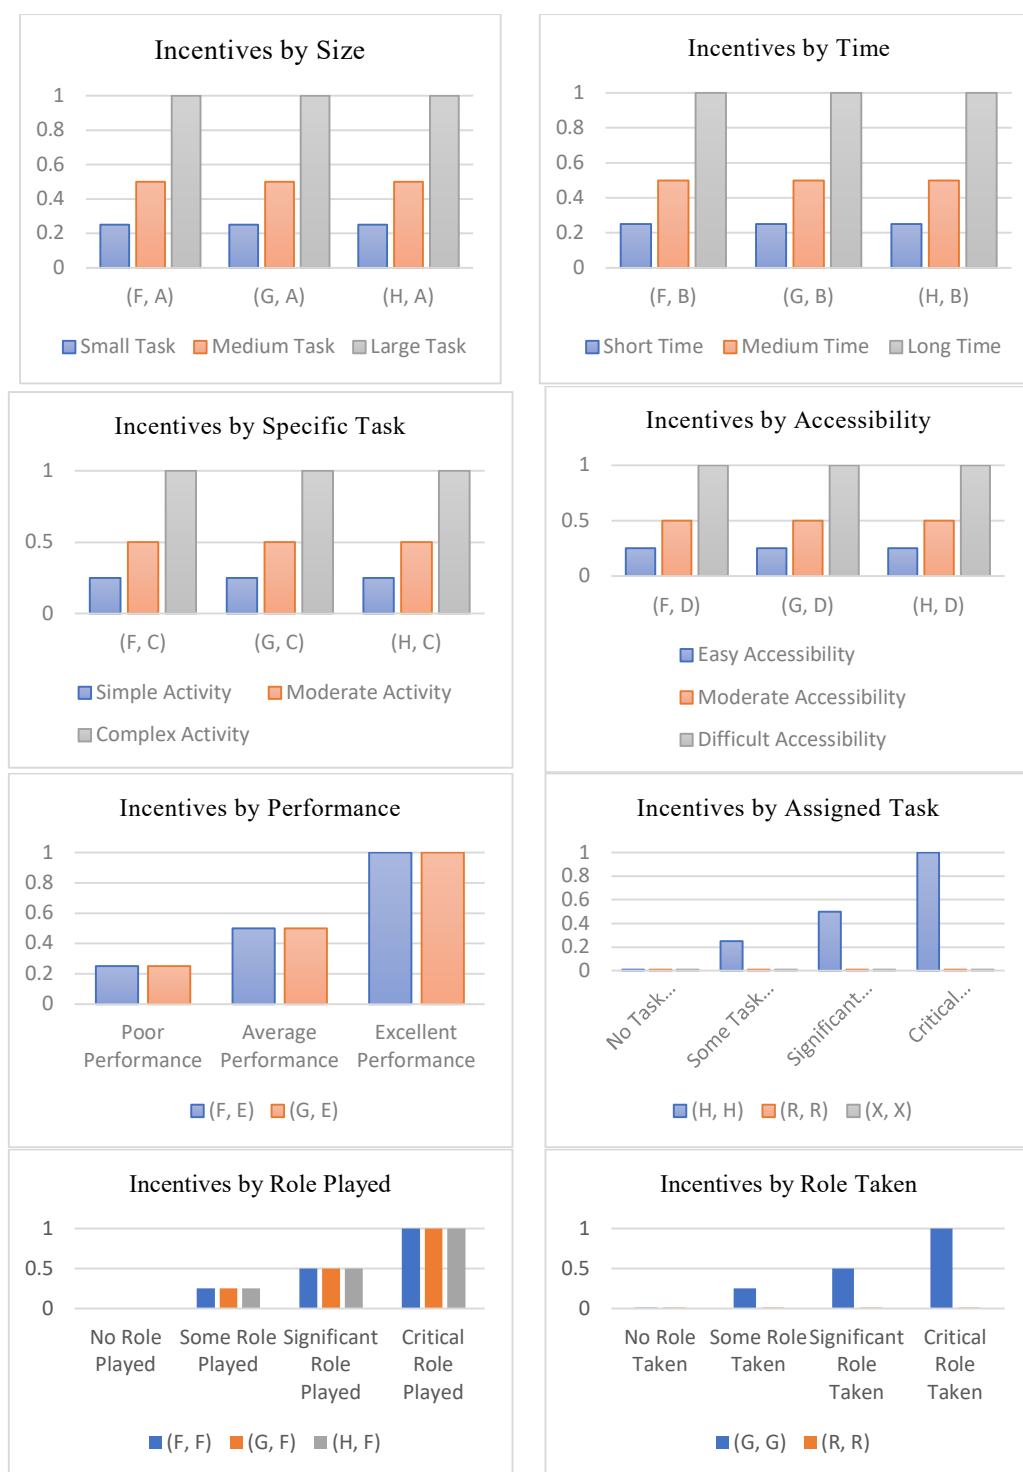 Incentives by Size
1
0.8
0.6
0.4
0.2
0
(F, A) (G, A) (H, A)
Small Task Medium Task Large Task
Incentives by Time
1
0.8
0.6
0.4
0.2
0
(F, B) (G, B) (H, B)
Short Time Medium Time Long Time
Incentives by Specific Task
1
0.5
0
(F, C) (G, C) (H, C)
Simple Activity Moderate Activity
Complex Activity
Incentives by Accessibility
1
0.5
0
(F, D) (G, D) (H, D)
Easy Accessibility
Moderate Accessibility
Difficult Accessibility
Incentives by Performance
1
0.8
0.6
0.4
0.2
0
Poor Average Excellent
Performance Performance Performance
(F, E) (G, E)
Incentives by Assigned Task
1
0.8
0.6
0.4
0.2
0
No Task...
Some Task...
Significant...
Critical...
(H, H) (R, R) (X, X)
Incentives by Role Played
1
0.5
0
No Role Some Role Significant Critical
Played Played Role Role
Played Played
(F, F) (G, F) (H, F)
Incentives by Role Taken
1
0.5
0
No Role Some Role Significant Critical
Taken Taken Role Role
Taken Taken
(G, G) (R, R)